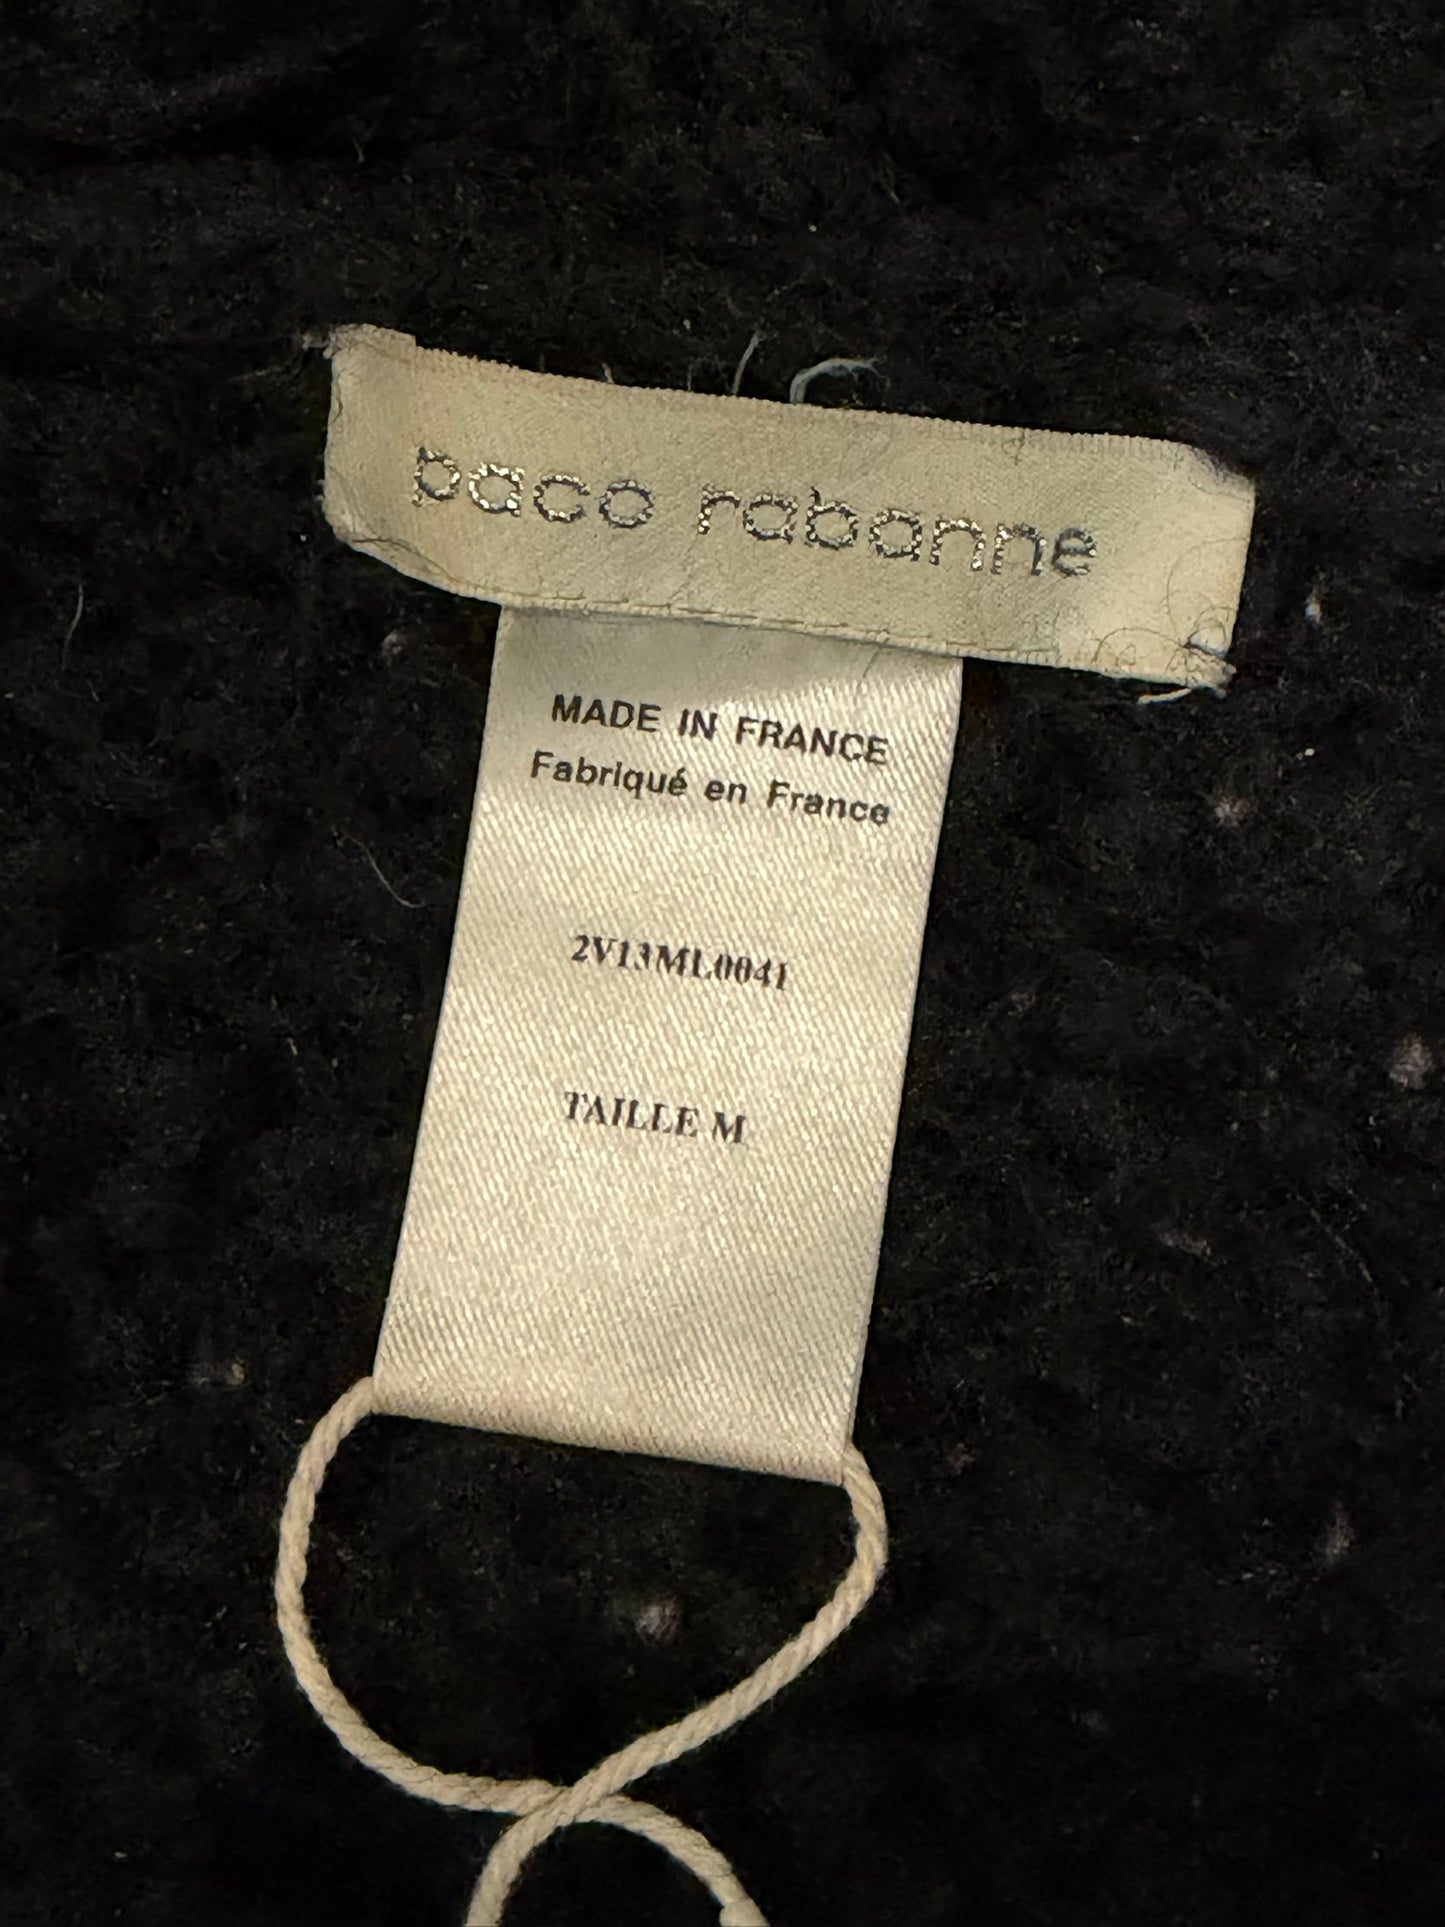 paco rabanne
MADE IN FRANCE
Fabriqué en France
2V13ML0041
TAILLE M